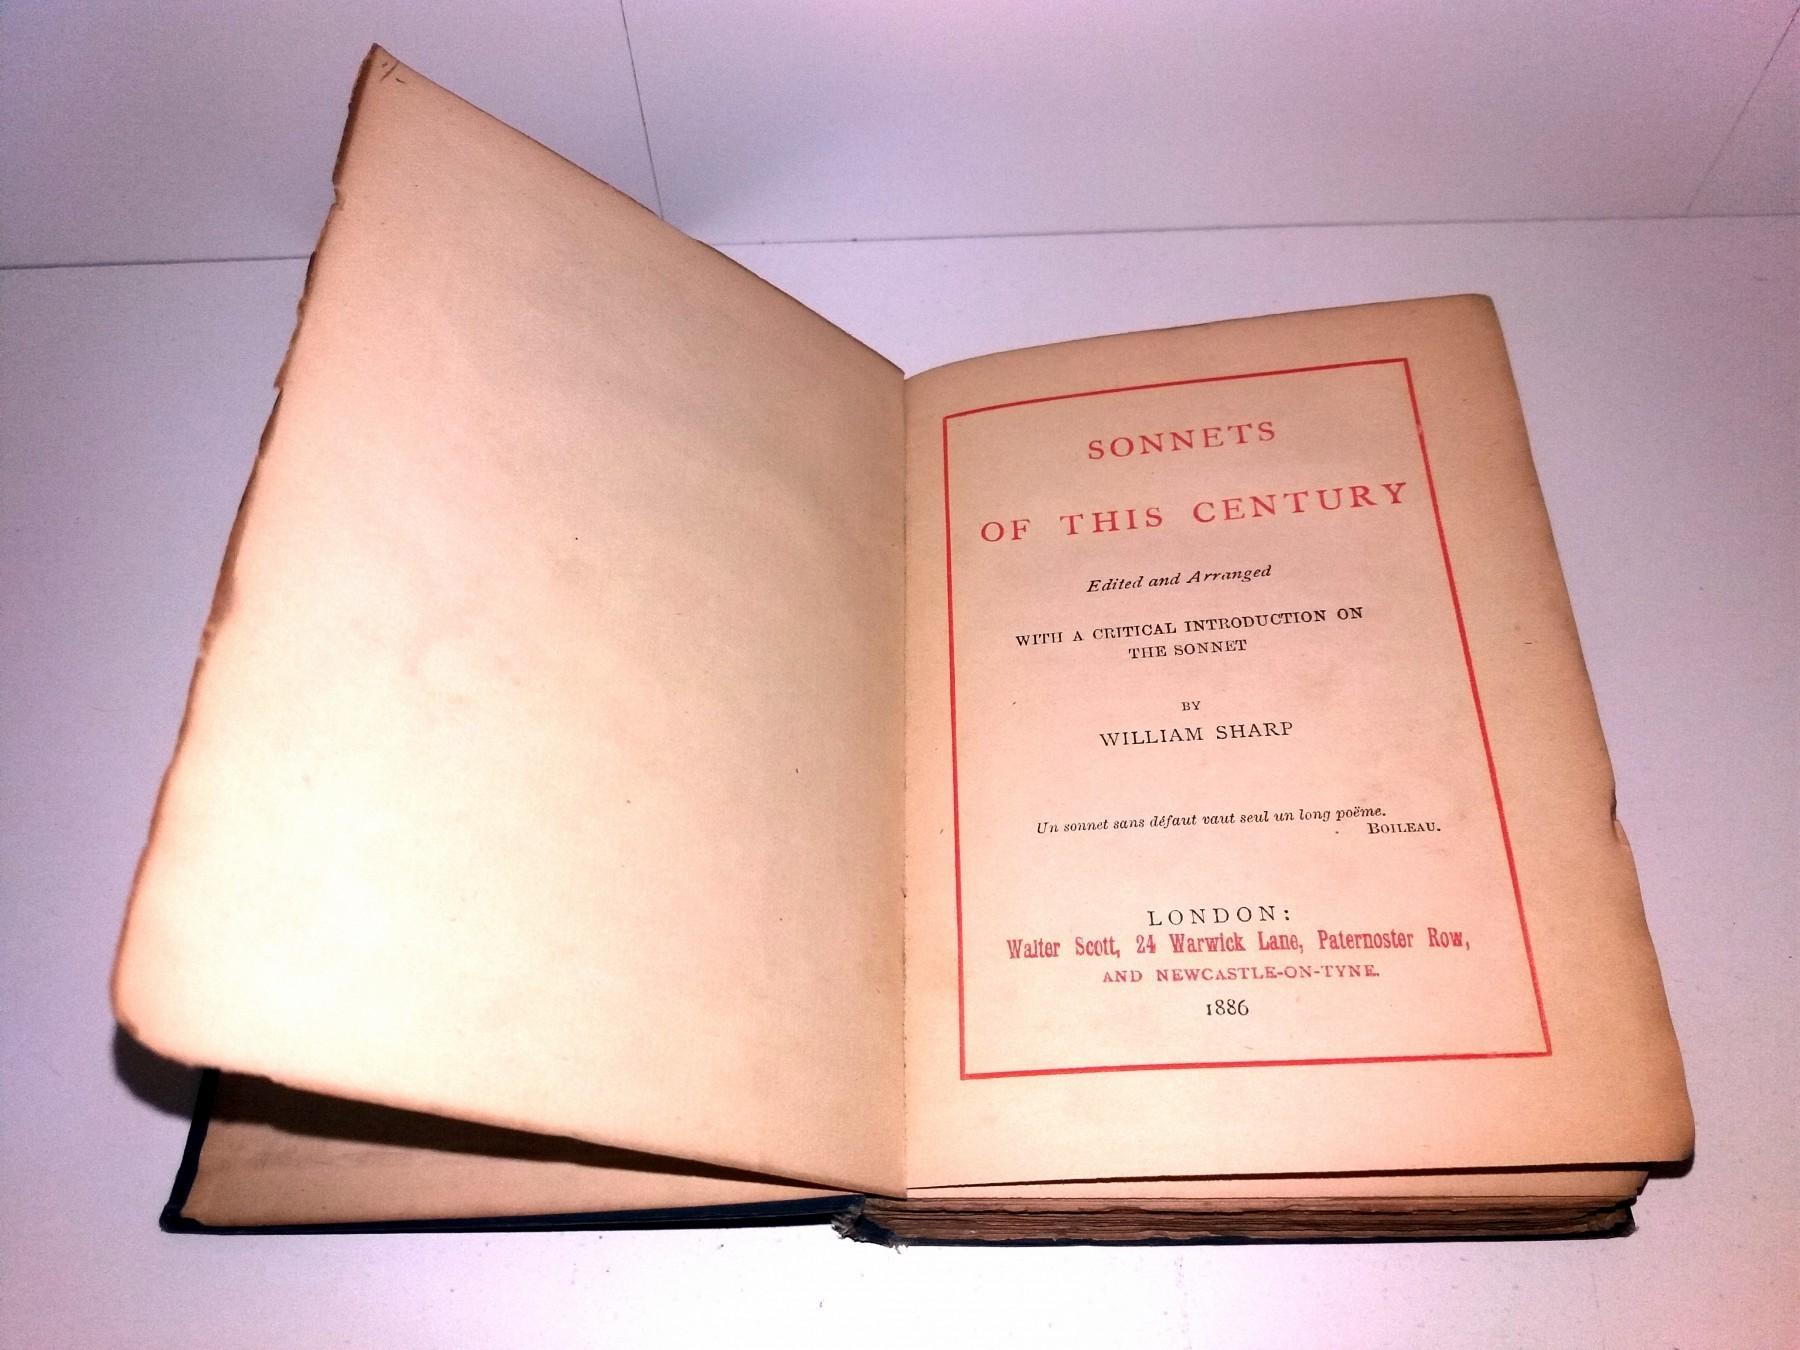 SONNETS
OF THIS CENTURY
Edited and Arranged
WITH A CRITICAL INTRODUCTION ON
THE SONNET
BY
WILLIAM SHARP
Un sonnet sans défaut vaut seul un long poëme.
BOILEAU.
LONDON:
Walter Scott, 24 Warwick Lane, Paternoster Row,
AND NEWCASTLE-ON-TYNE.
1886